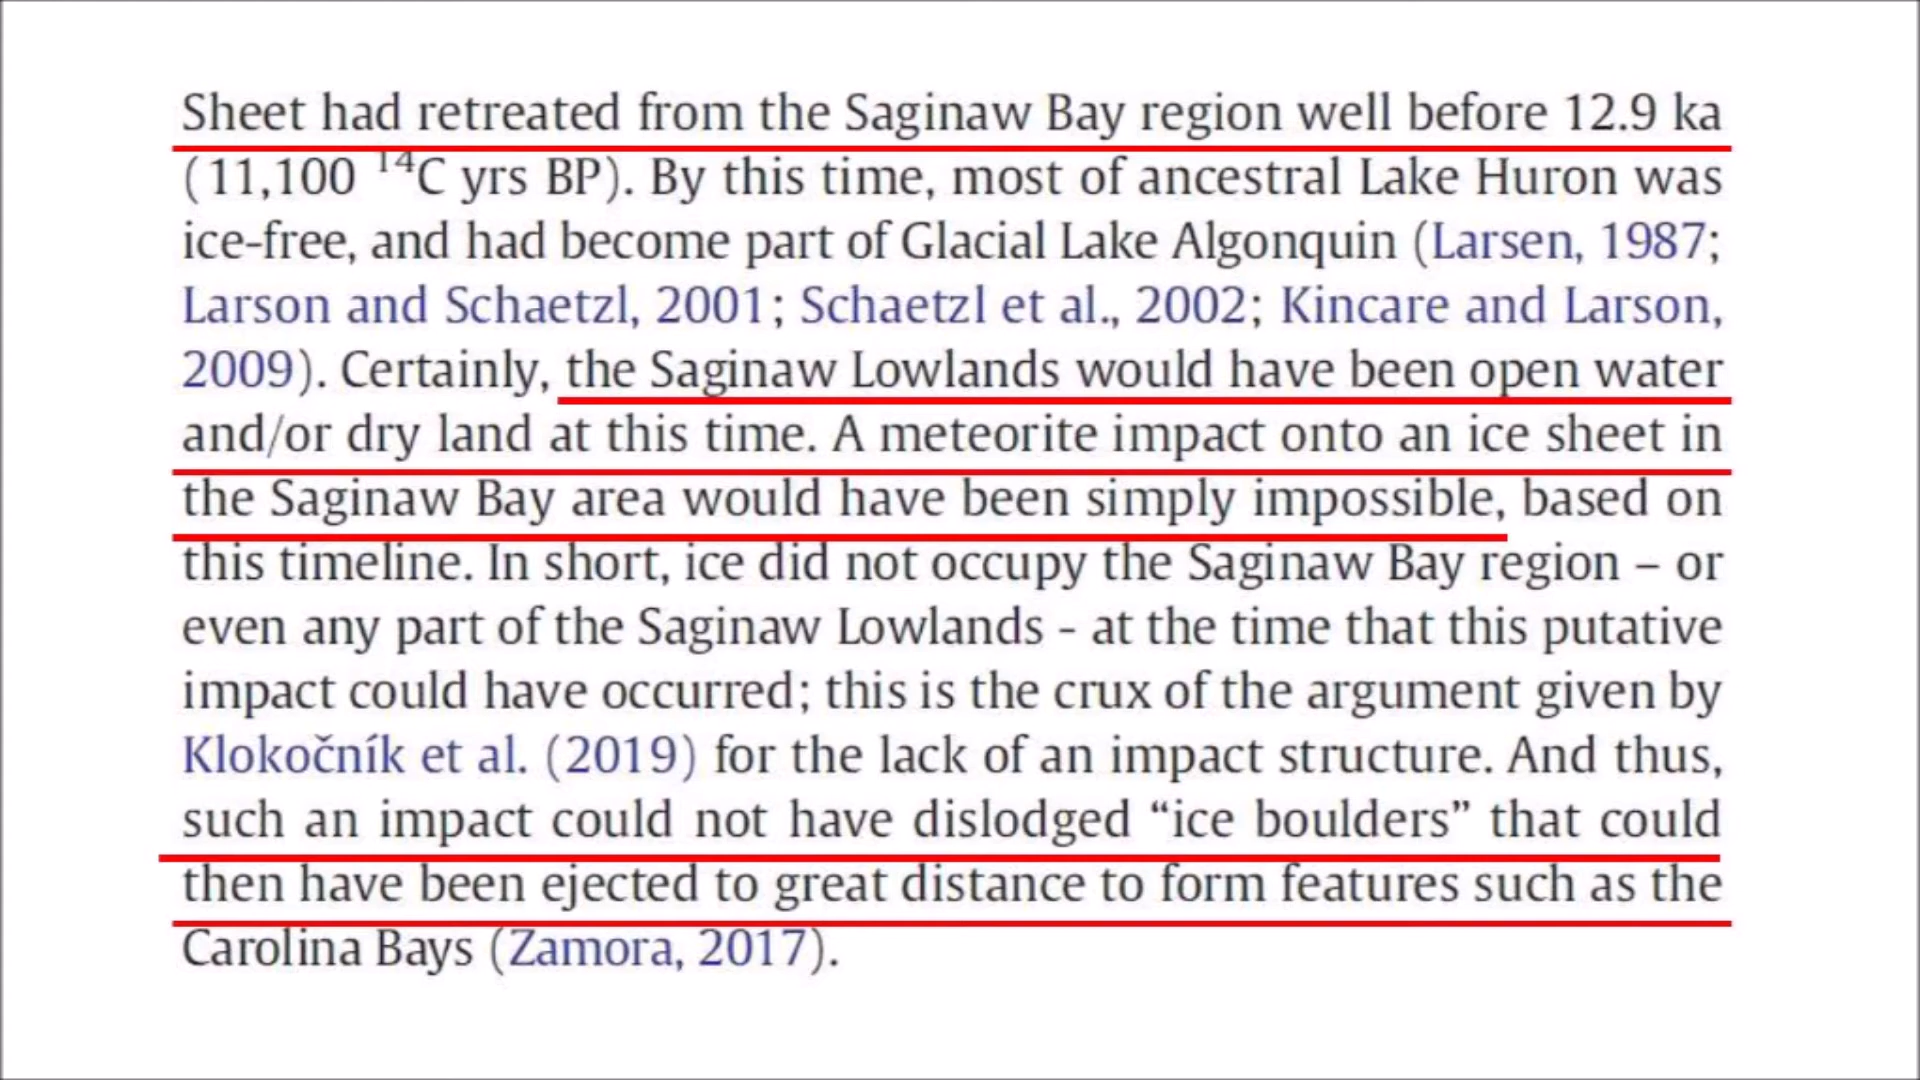 Sheet had retreated from the Saginaw Bay region well before 12.9 ka
(11,100 ¹⁴C yrs BP). By this time, most of ancestral Lake Huron was
ice-free, and had become part of Glacial Lake Algonquin (Larsen, 1987;
Larson and Schaetzl, 2001; Schaetzl et al., 2002; Kincare and Larson,
2009). Certainly, the Saginaw Lowlands would have been open water
and/or dry land at this time. A meteorite impact onto an ice sheet in
the Saginaw Bay area would have been simply impossible, based on
this timeline. In short, ice did not occupy the Saginaw Bay region – or
even any part of the Saginaw Lowlands - at the time that this putative
impact could have occurred; this is the crux of the argument given by
Klokočník et al. (2019) for the lack of an impact structure. And thus,
such an impact could not have dislodged “ice boulders” that could
then have been ejected to great distance to form features such as the
Carolina Bays (Zamora, 2017).